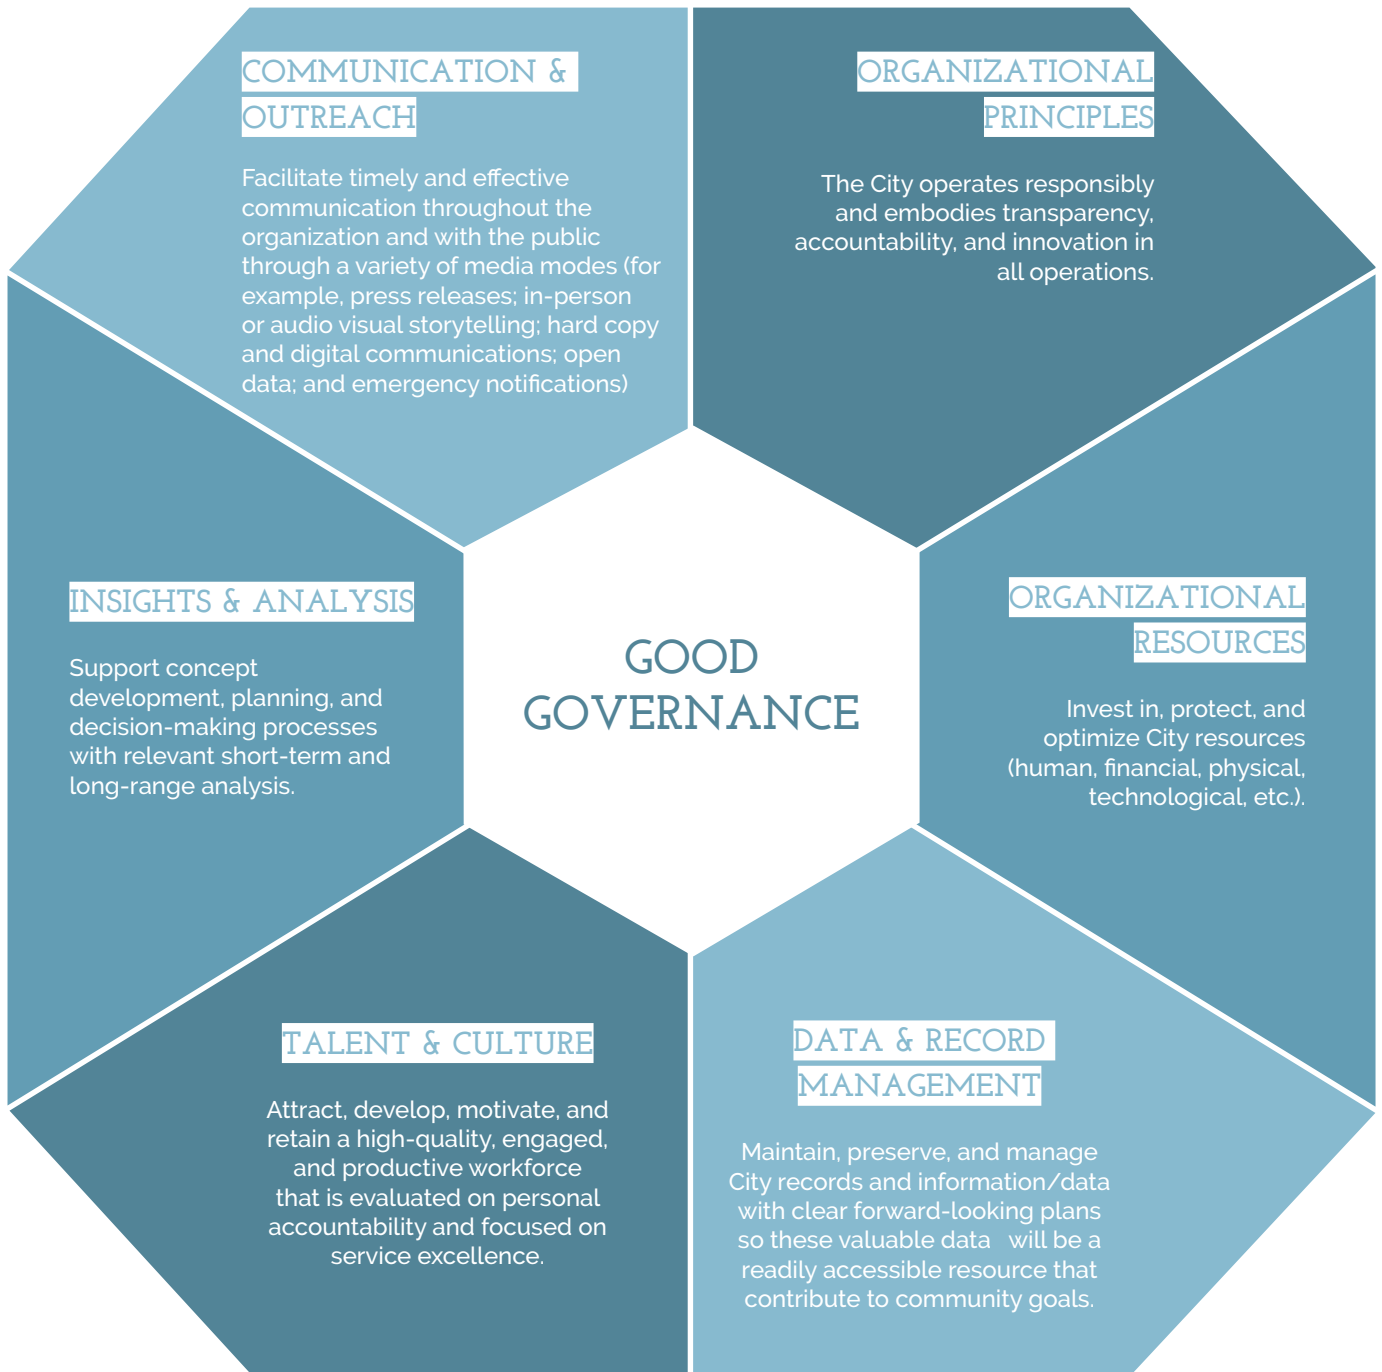 COMMUNICATION &
OUTREACH
Facilitate timely and effective
communication throughout the
organization and with the public
through a variety of media modes (for
example, press releases; in-person
or audio visual storytelling; hard copy
and digital communications; open
data; and emergency notifications)
ORGANIZATIONAL
PRINCIPLES
The City operates responsibly
and embodies transparency,
accountability, and innovation in
all operations.
INSIGHTS & ANALYSIS
Support concept
development, planning, and
decision-making processes
with relevant short-term and
long-range analysis.
GOOD
GOVERNANCE
ORGANIZATIONAL
RESOURCES
Invest in, protect, and
optimize City resources
(human, financial, physical,
technological, etc.).
TALENT & CULTURE
Attract, develop, motivate, and
retain a high-quality, engaged,
and productive workforce
that is evaluated on personal
accountability and focused on
service excellence.
DATA & RECORD
MANAGEMENT
Maintain, preserve, and manage
City records and information/data
with clear forward-looking plans
so these valuable data will be a
readily accessible resource that
contribute to community goals.